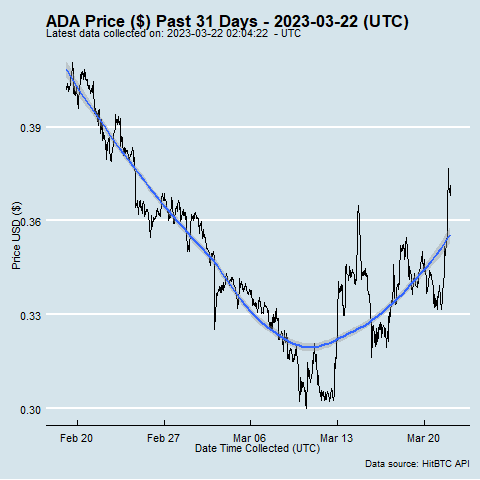 ADA Price ($) Past 31 Days - 2023-03-22 (UTC)
Latest data collected on: 2023-03-22 02:04:22 - UTC
0.39
0.36
0.33
0.30
Price USD ($)
Feb 20
Feb 27
Mar 06
Mar 13
Mar 20
Date Time Collected (UTC)
Data source: HitBTC API